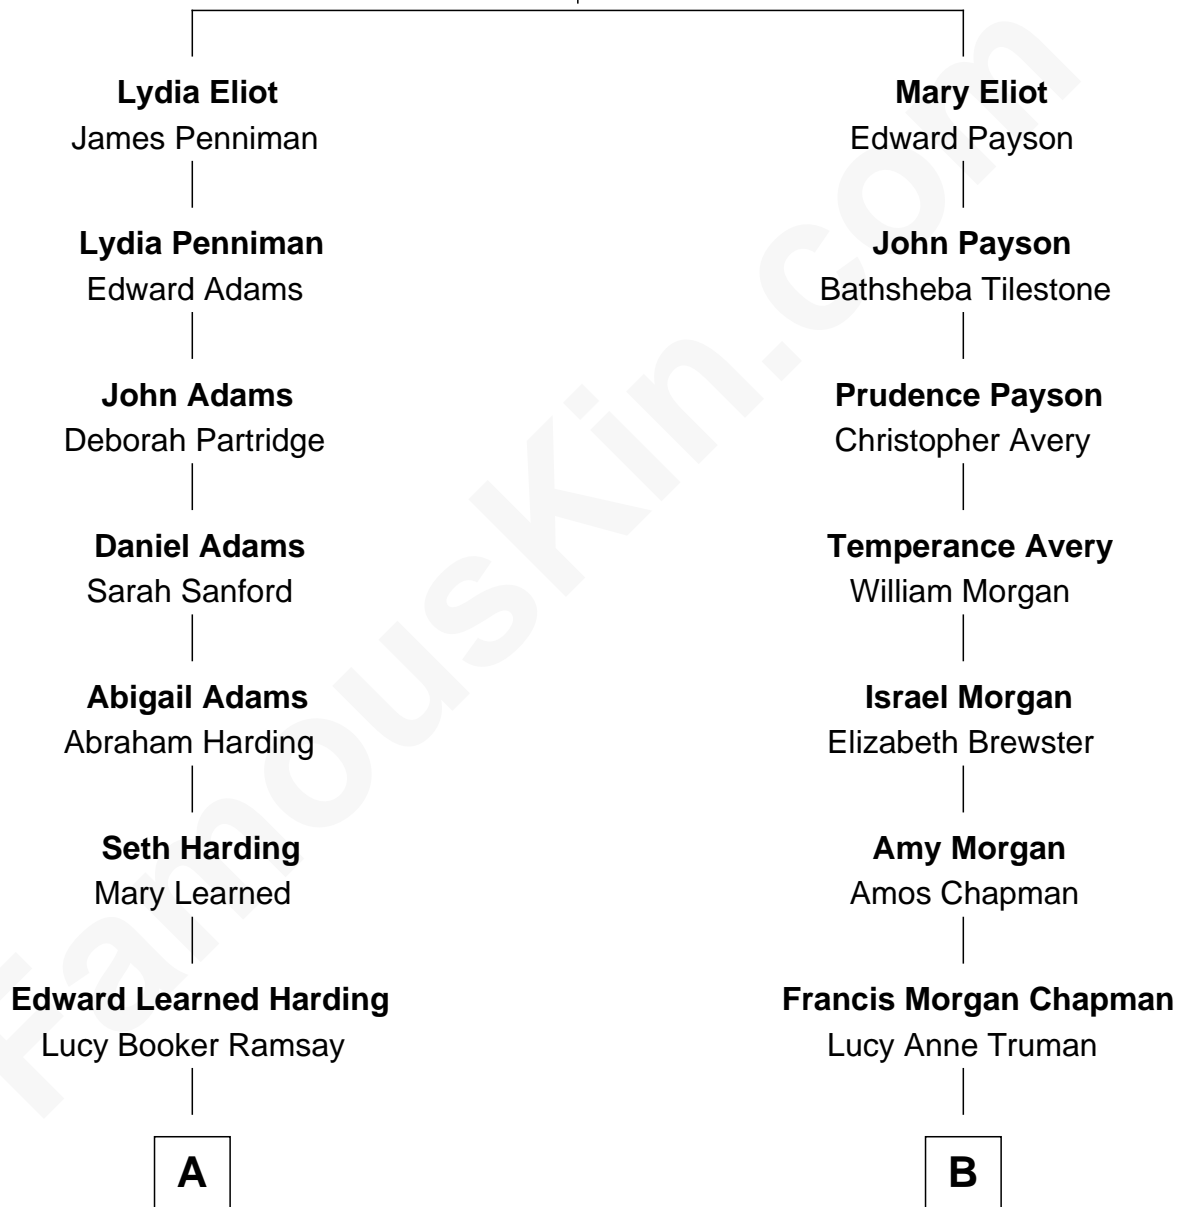 Lydia Eliot
James Penniman
Lydia Penniman
Edward Adams
John Adams
Deborah Partridge
Daniel Adams
Sarah Sanford
Abigail Adams
Abraham Harding
Seth Harding
Mary Learned
Edward Learned Harding
Lucy Booker Ramsay
A
Mary Eliot
Edward Payson
John Payson
Bathsheba Tilestone
Prudence Payson
Christopher Avery
Temperance Avery
William Morgan
Israel Morgan
Elizabeth Brewster
Amy Morgan
Amos Chapman
Francis Morgan Chapman
Lucy Anne Truman
B
FamousKin.com